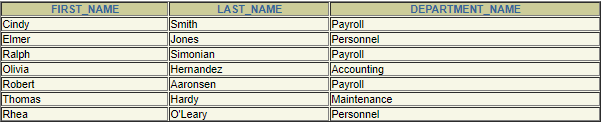 FIRST_NAME LAST_NAME DEPARTMENT_NAME
Cindy Smith Payroll
Elmer Jones Personnel
Ralph Simonian Payroll
Olivia Hernandez Accounting
Robert Aaronsen Payroll
Thomas Hardy Maintenance
Rhea O'Leary Personnel